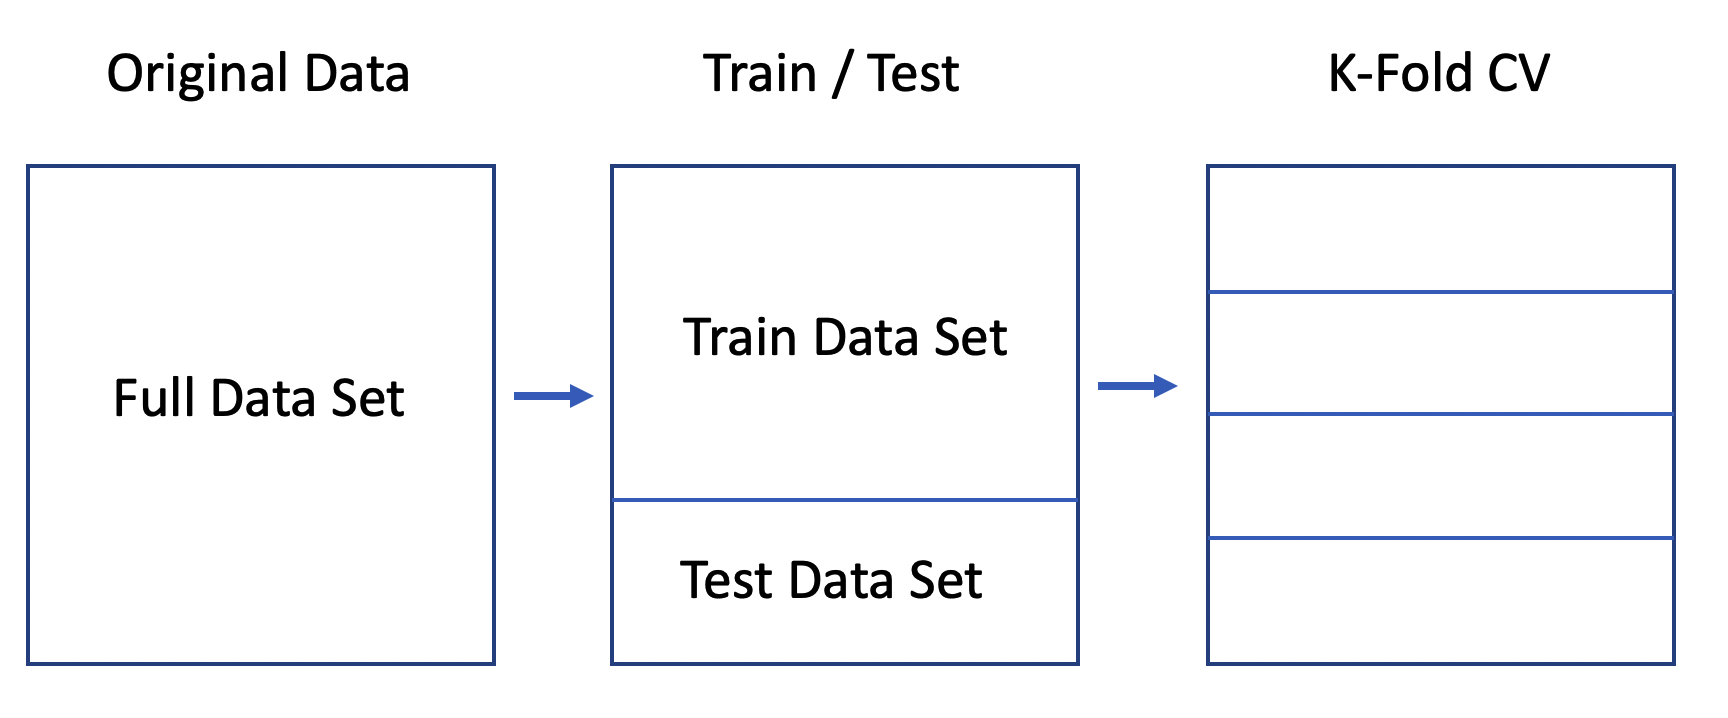 Original Data
Train / Test
K-Fold CV
Full Data Set
Train Data Set
Test Data Set